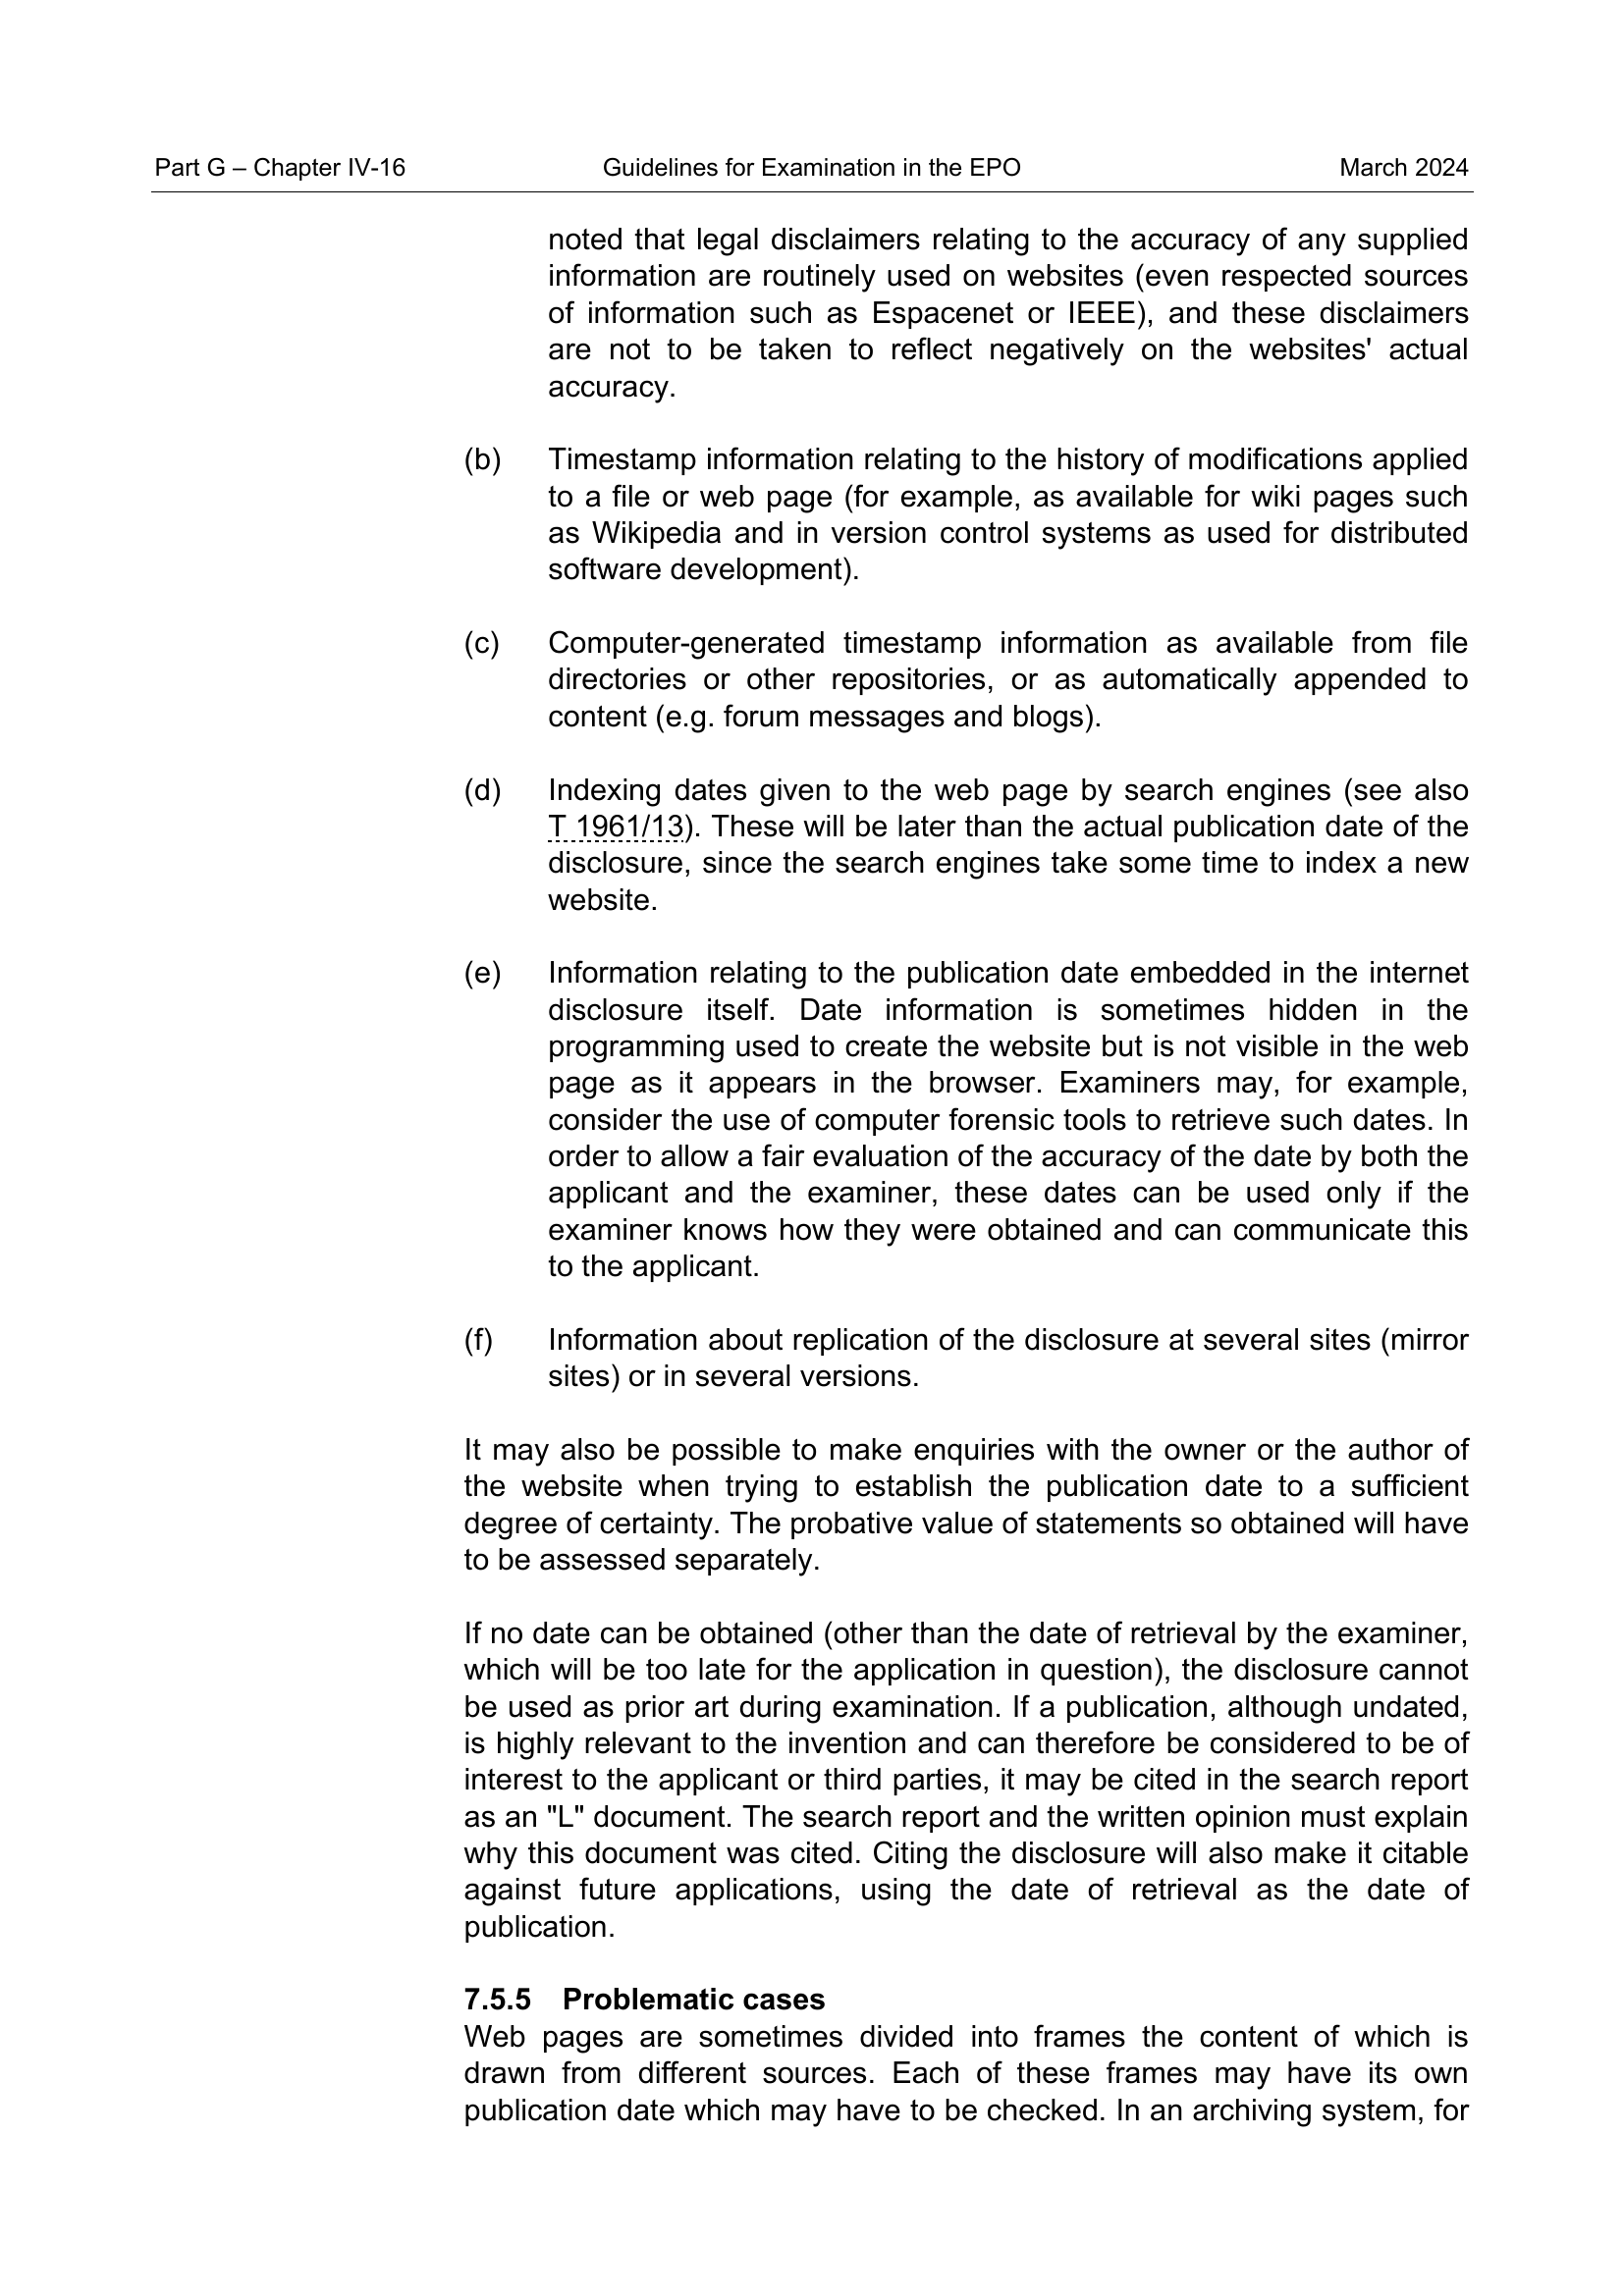 Part G – Chapter IV-16 Guidelines for Examination in the EPO March 2024
noted that legal disclaimers relating to the accuracy of any supplied
information are routinely used on websites (even respected sources
of information such as Espacenet or IEEE), and these disclaimers
are not to be taken to reflect negatively on the websites' actual
accuracy.
(b) Timestamp information relating to the history of modifications applied
to a file or web page (for example, as available for wiki pages such
as Wikipedia and in version control systems as used for distributed
software development).
(c) Computer-generated timestamp information as available from file
directories or other repositories, or as automatically appended to
content (e.g. forum messages and blogs).
(d) Indexing dates given to the web page by search engines (see also
T 1961/13). These will be later than the actual publication date of the
disclosure, since the search engines take some time to index a new
website.
(e) Information relating to the publication date embedded in the internet
disclosure itself. Date information is sometimes hidden in the
programming used to create the website but is not visible in the web
page as it appears in the browser. Examiners may, for example,
consider the use of computer forensic tools to retrieve such dates. In
order to allow a fair evaluation of the accuracy of the date by both the
applicant and the examiner, these dates can be used only if the
examiner knows how they were obtained and can communicate this
to the applicant.
(f) Information about replication of the disclosure at several sites (mirror
sites) or in several versions.
It may also be possible to make enquiries with the owner or the author of
the website when trying to establish the publication date to a sufficient
degree of certainty. The probative value of statements so obtained will have
to be assessed separately.
If no date can be obtained (other than the date of retrieval by the examiner,
which will be too late for the application in question), the disclosure cannot
be used as prior art during examination. If a publication, although undated,
is highly relevant to the invention and can therefore be considered to be of
interest to the applicant or third parties, it may be cited in the search report
as an "L" document. The search report and the written opinion must explain
why this document was cited. Citing the disclosure will also make it citable
against future applications, using the date of retrieval as the date of
publication.
7.5.5 Problematic cases
Web pages are sometimes divided into frames the content of which is
drawn from different sources. Each of these frames may have its own
publication date which may have to be checked. In an archiving system, for